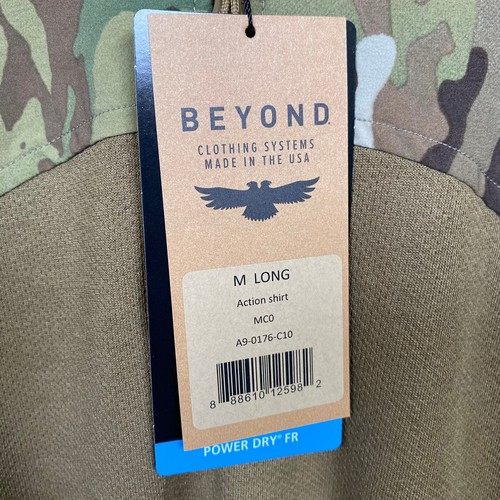 BEYOND
CLOTHING SYSTEMS
MADE IN THE USA
M LONG
Action shirt
MC0
A9-0176-C10
8 88610 12598 2
POWER DRY® FR